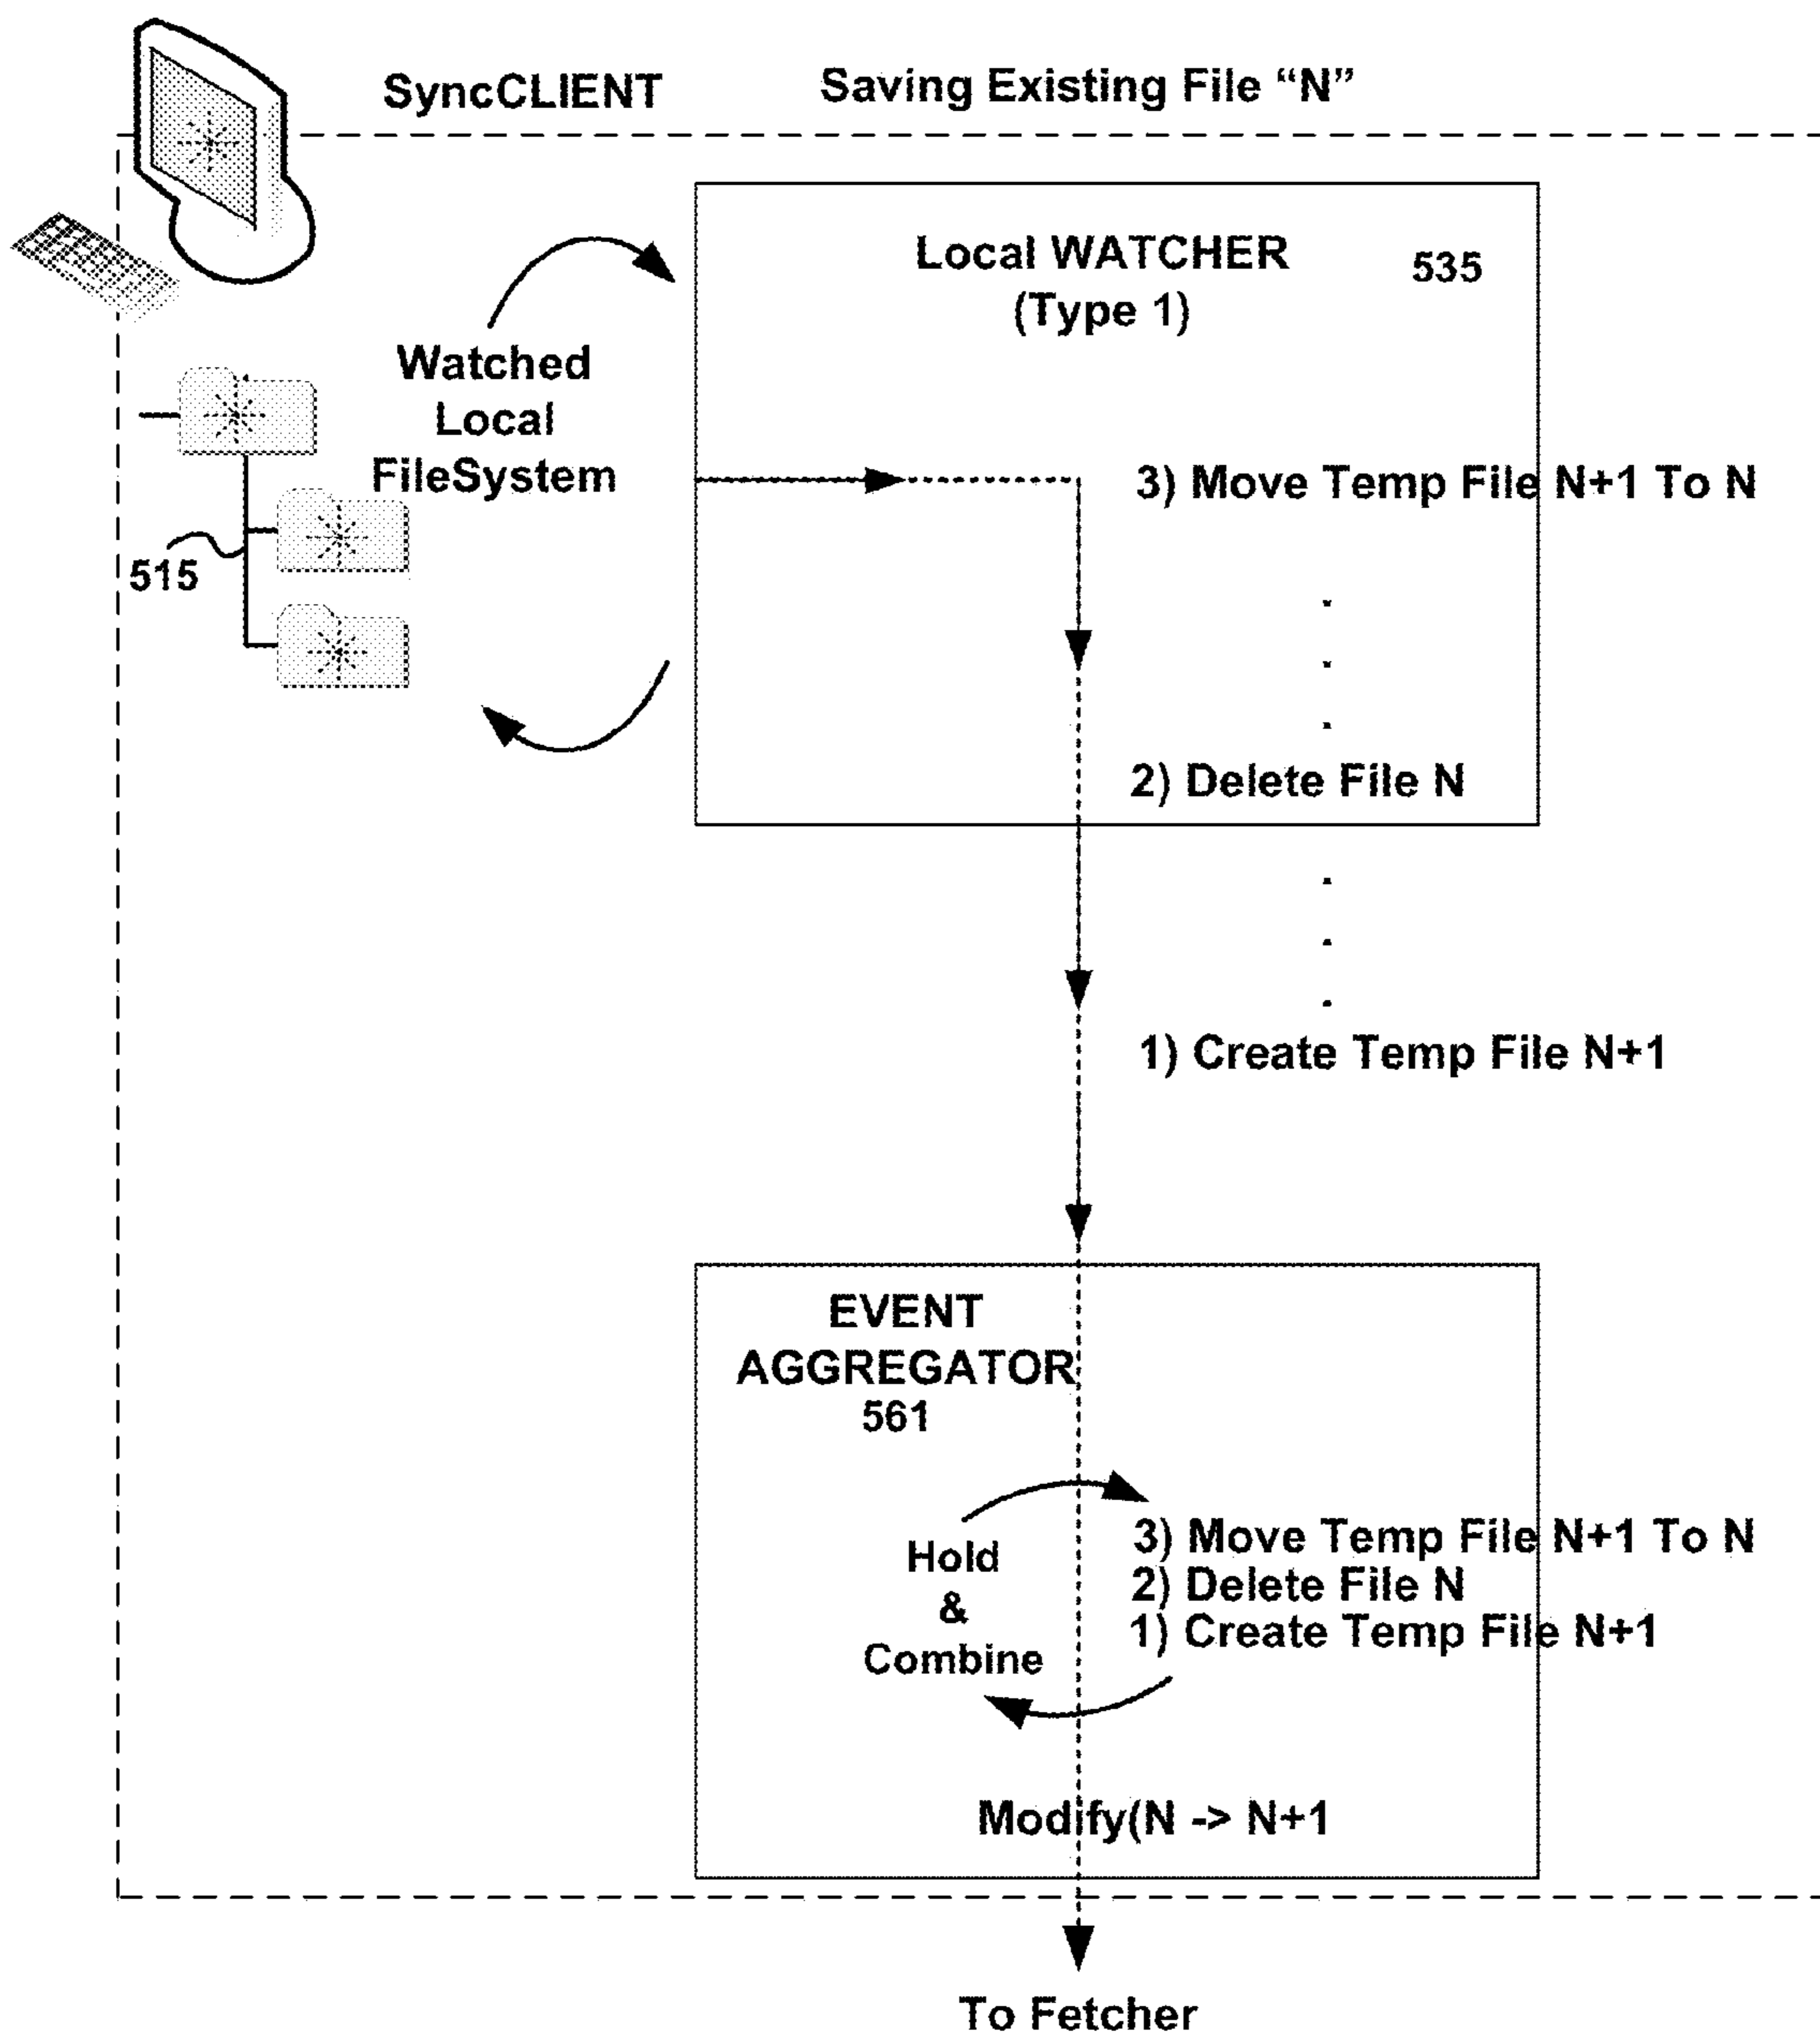 SyncCLIENT
Saving Existing File “N”
Local WATCHER
535
(Type 1)
Watched
Local
FileSystem
515
3) Move Temp File N+1 To N
2) Delete File N
1) Create Temp File N+1
EVENT
AGGREGATOR
561
Hold
&
Combine
3) Move Temp File N+1 To N
2) Delete File N
1) Create Temp File N+1
Modify(N -> N+1
To Fetcher